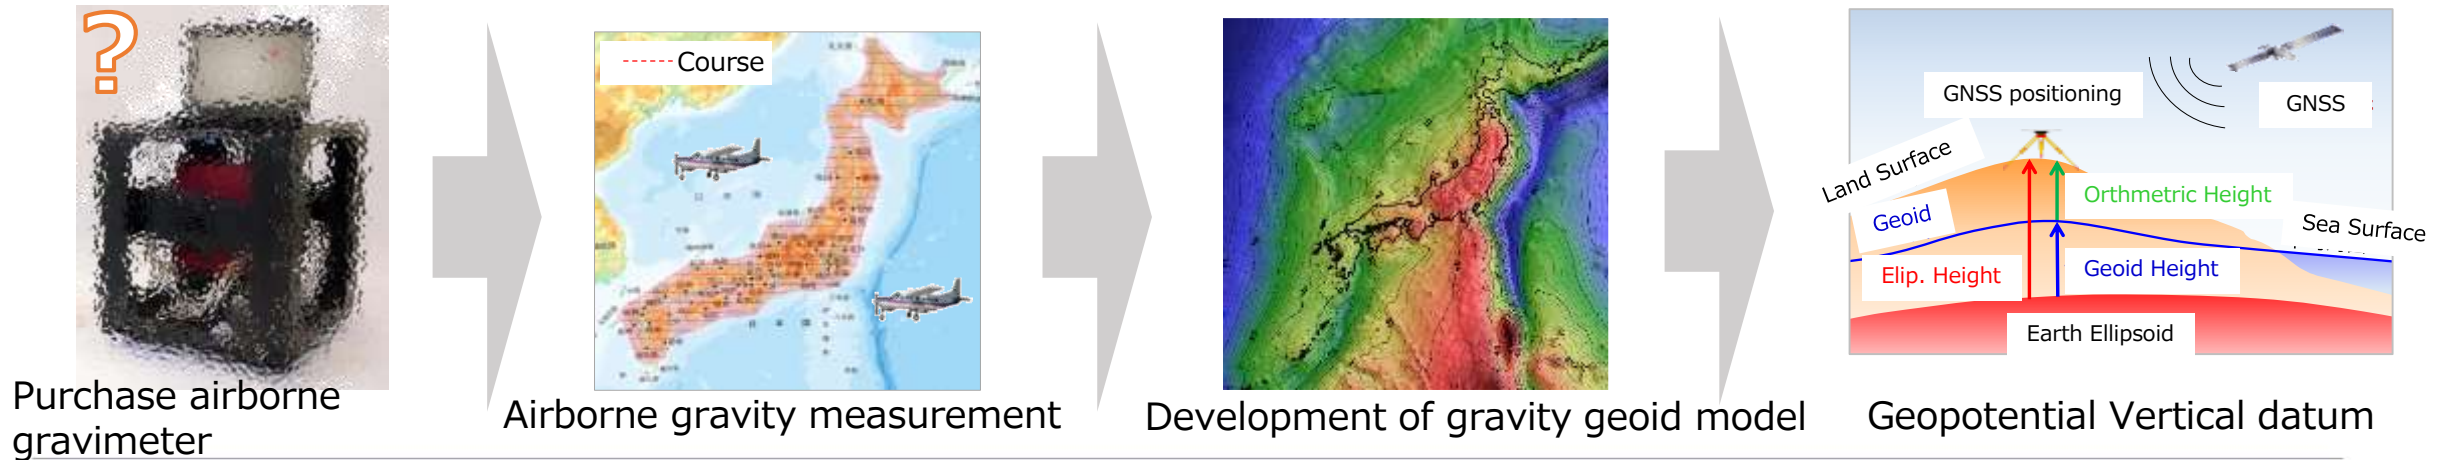 ?
Purchase airborne
gravimeter
Course
Airborne gravity measurement
Development of gravity geoid model
GNSS positioning
GNSS
Land Surface
Orthmetric Height
Geoid
Sea Surface
Elip. Height
Geoid Height
Earth Ellipsoid
Geopotential Vertical datum